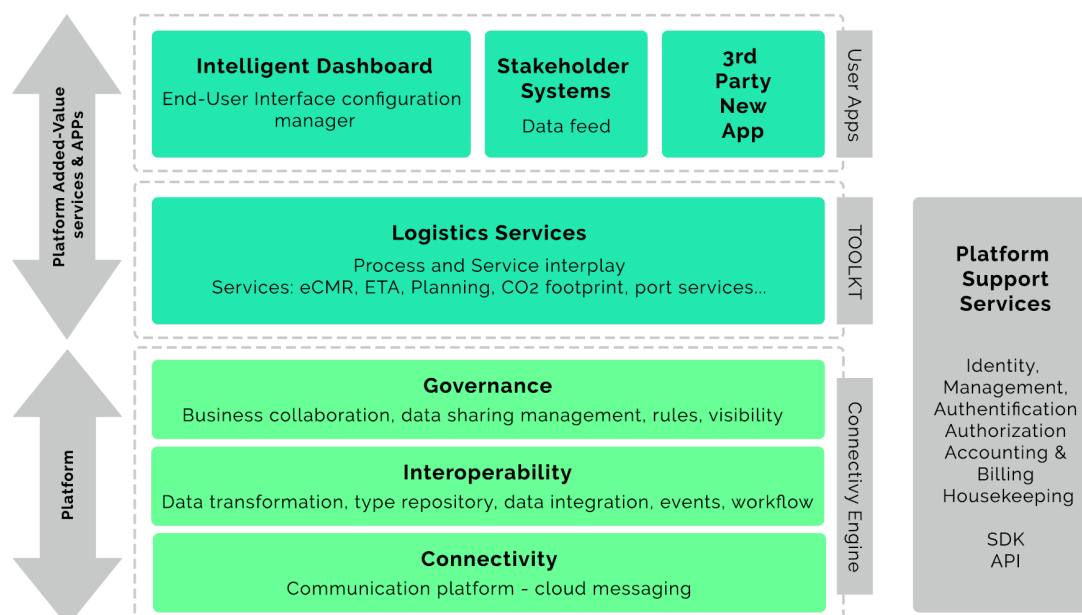 Platform Added-Value
services & APPs
Intelligent Dashboard
End-User Interface configuration
manager
Stakeholder
Systems
Data feed
3rd
Party
New
App
User Apps
Logistics Services
Process and Service interplay
Services: eCMR, ETA, Planning, CO2 footprint, port services...
TOOLKT
Platform
Governance
Business collaboration, data sharing management, rules, visibility
Interoperability
Data transformation, type repository, data integration, events, workflow
Connectivity
Communication platform - cloud messaging
Connectivy Engine
Platform
Support
Services
Identity,
Management,
Authentification
Authorization
Accounting &
Billing
Housekeeping
SDK
API